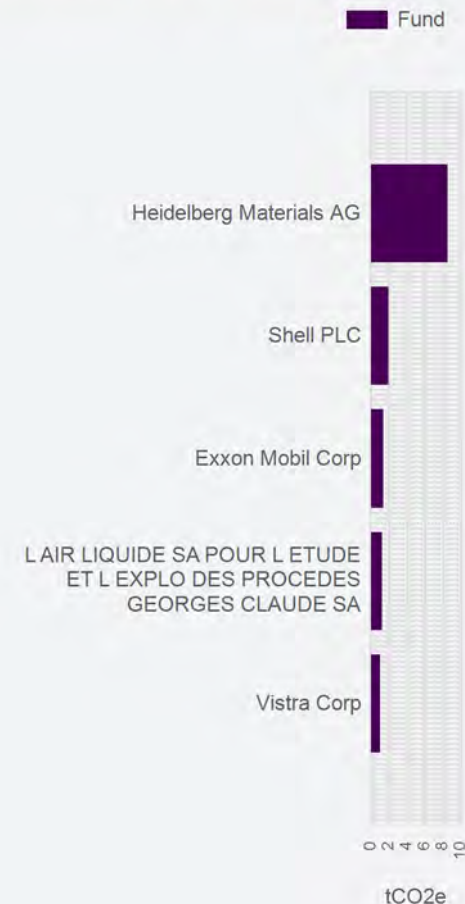 Fund
Heidelberg Materials AG
Shell PLC
Exxon Mobil Corp
L AIR LIQUIDE SA POUR L ETUDE
ET L EXPLO DES PROCEDES
GEORGES CLAUDE SA
Vistra Corp
0 2 4 6 8 10
tCO2e